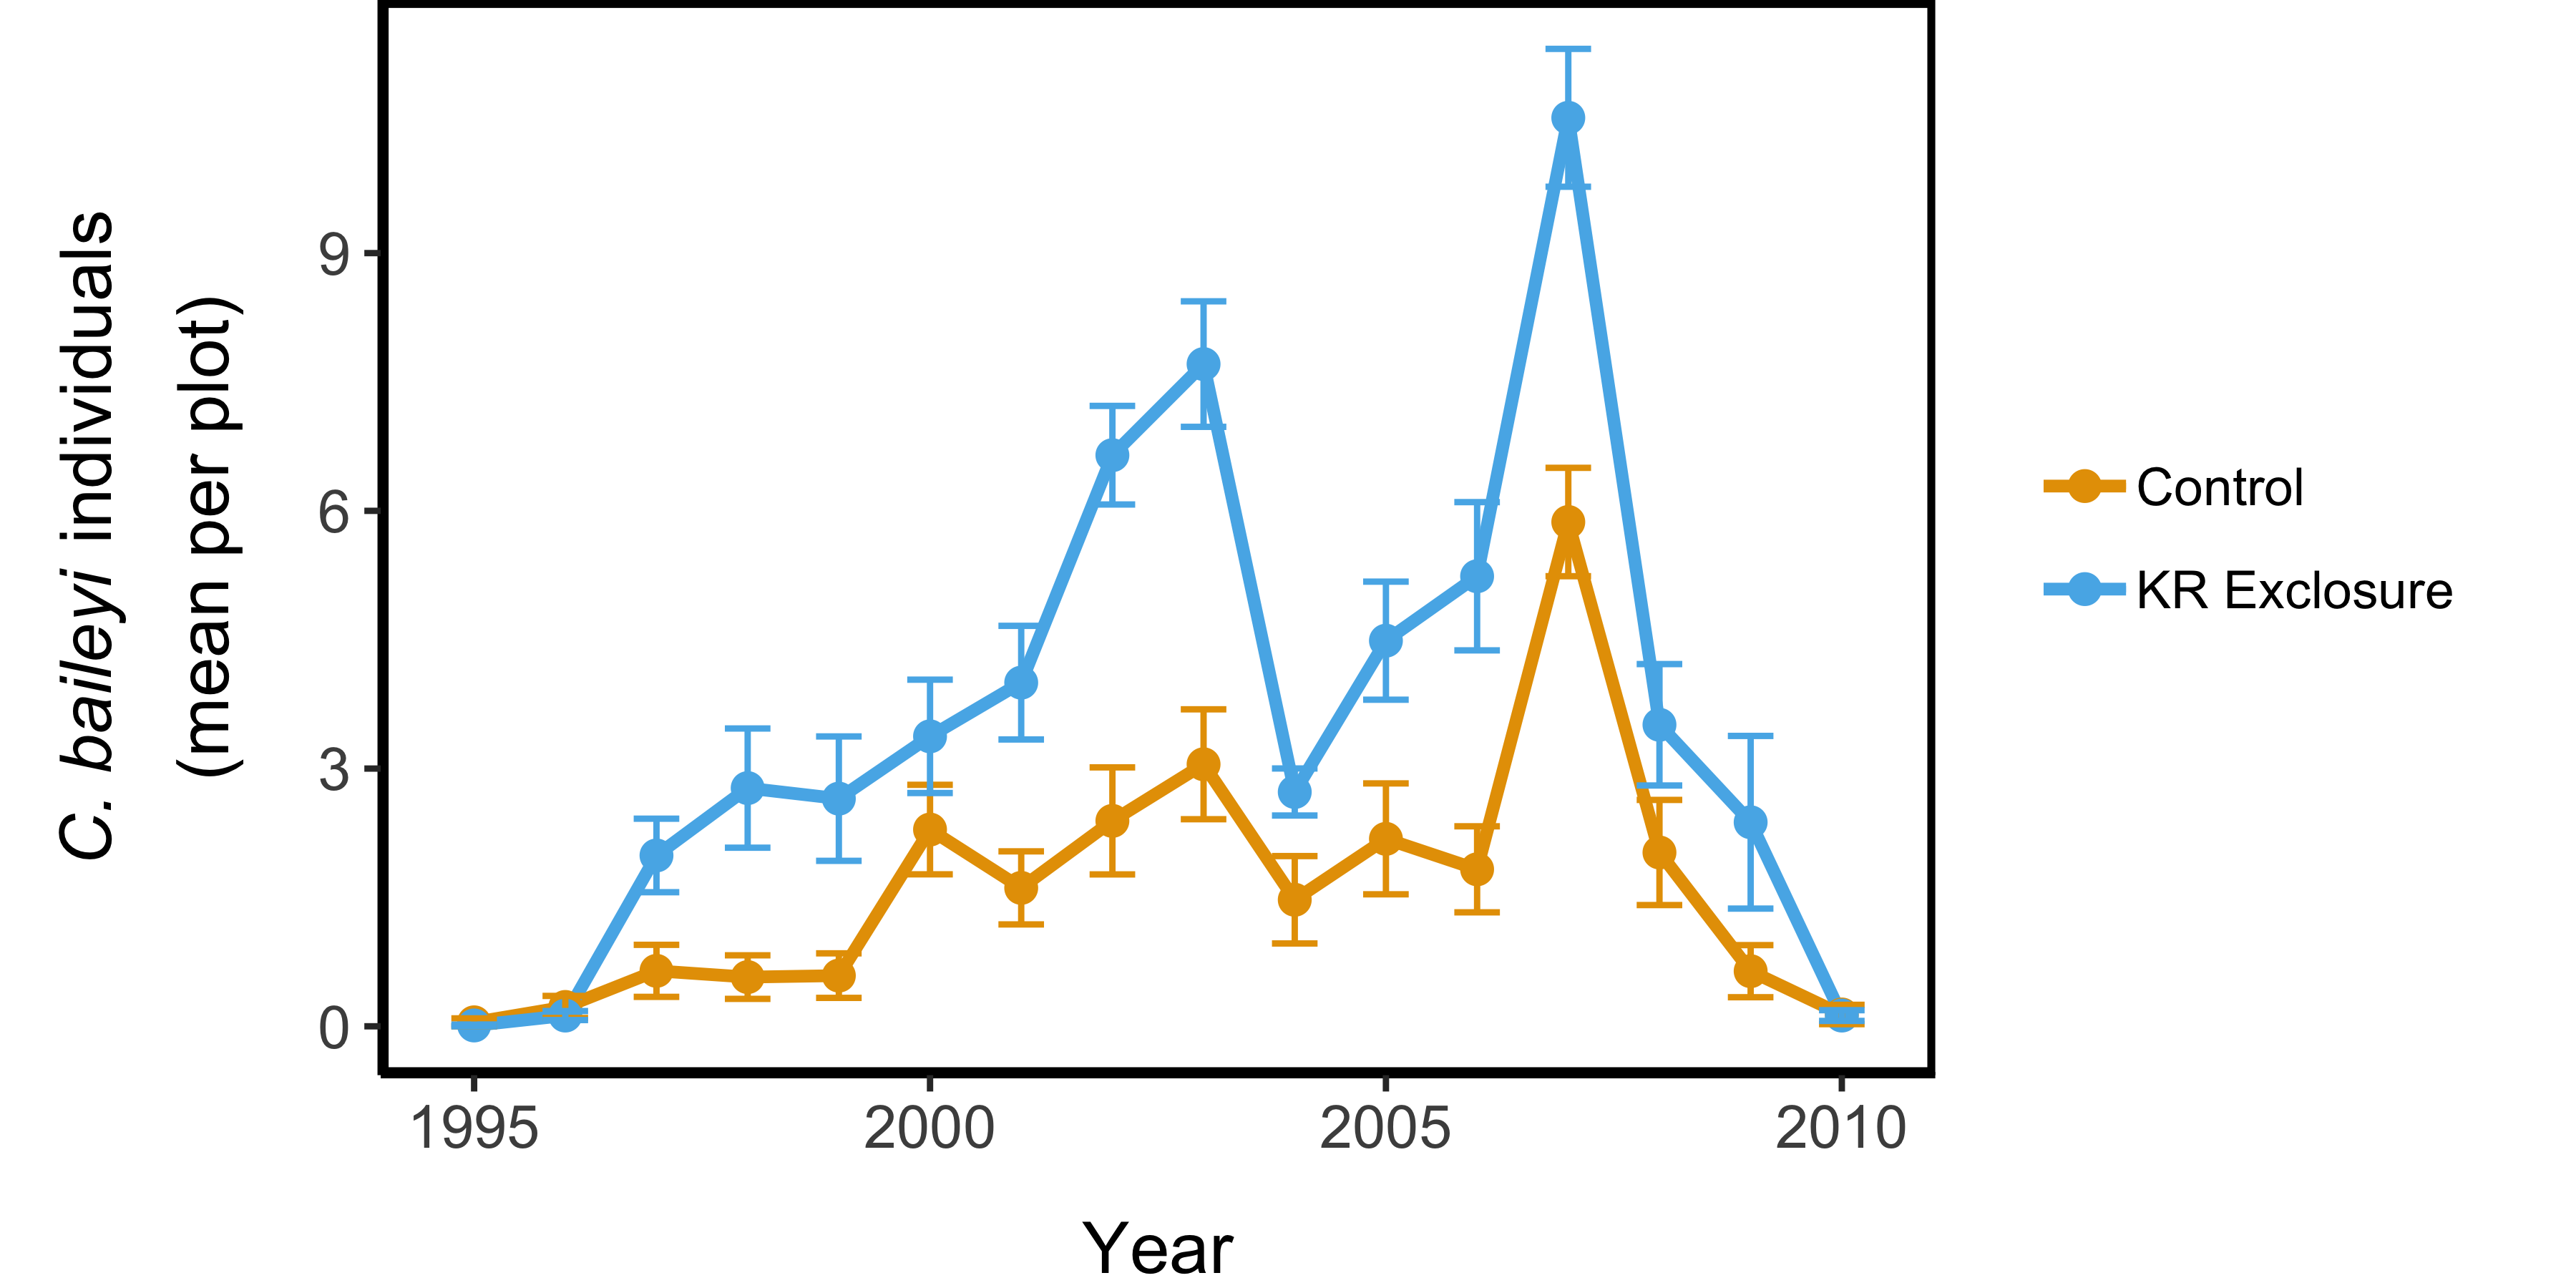 C. baileyi individuals
(mean per plot)
9
6
3
0
1995
2000
2005
2010
Year
Control
KR Exclosure